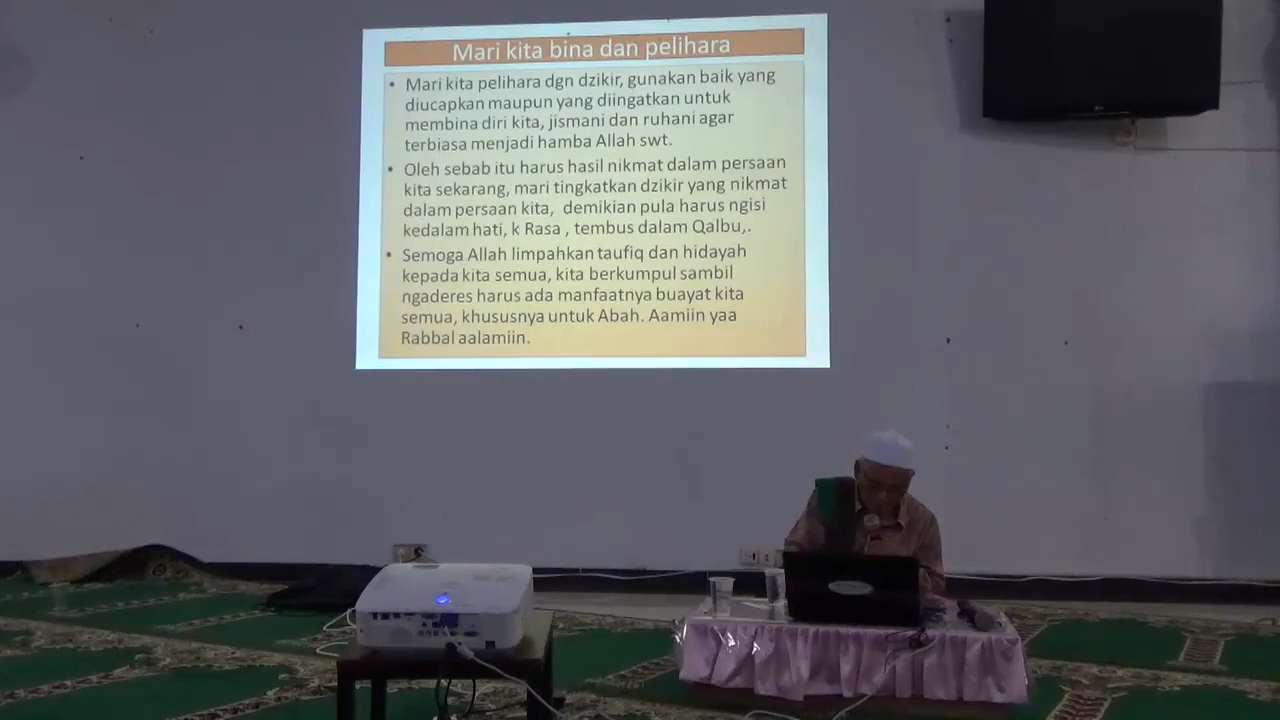 Mari kita bina dan pelihara
• Mari kita pelihara dgn dzikir, gunakan baik yang
diucapkan maupun yang diingatkan untuk
membina diri kita, jismani dan ruhani agar
terbiasa menjadi hamba Allah swt.
• Oleh sebab itu harus hasil nikmat dalam persaan
kita sekarang, mari tingkatkan dzikir yang nikmat
dalam persaan kita, demikian pula harus ngisi
kedalam hati, k Rasa , tembus dalam Qalbu,.
• Semoga Allah limpahkan taufiq dan hidayah
kepada kita semua, kita berkumpul sambil
ngaderes harus ada manfaatnya buayat kita
semua, khususnya untuk Abah. Aamiin yaa
Rabbal aalamiin.